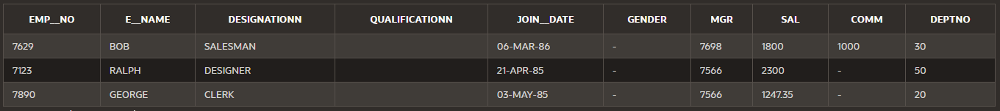 EMP__NO E__NAME DESIGNATIONN QUALIFICATIONN JOIN__DATE GENDER MGR SAL COMM DEPTNO
7629 BOB SALESMAN 06-MAR-86 - 7698 1800 1000 30
7123 RALPH DESIGNER 21-APR-85 - 7566 2300 - 50
7890 GEORGE CLERK 03-MAY-85 - 7566 1247.35 - 20